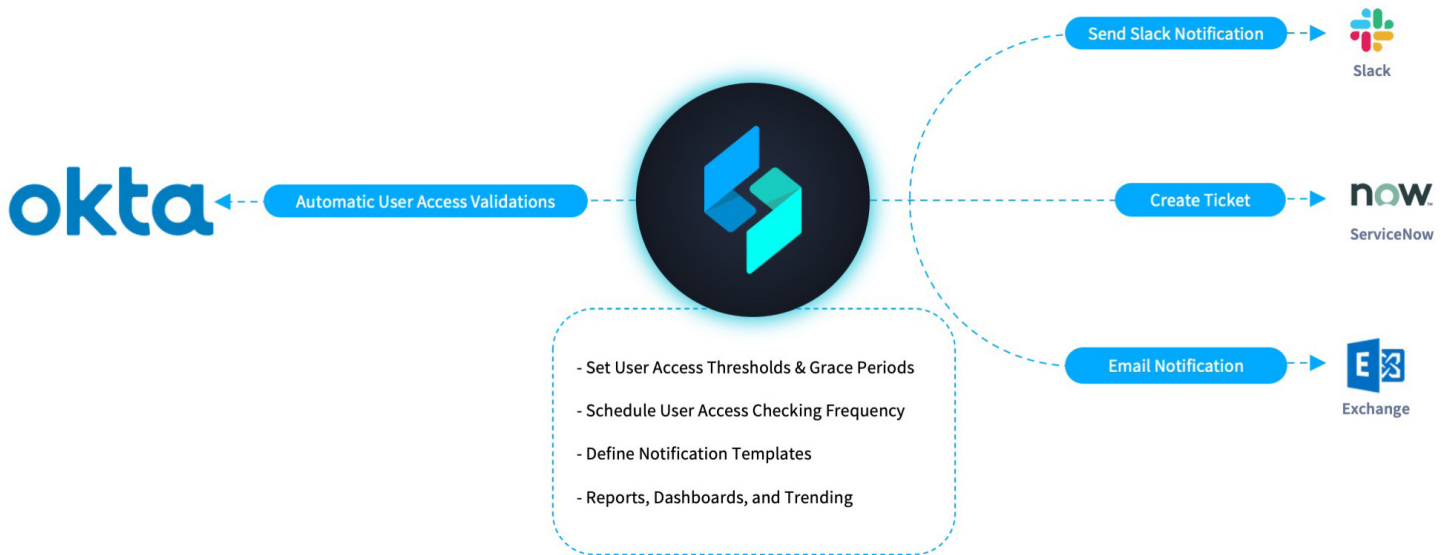 Send Slack Notification
Slack
okta
Automatic User Access Validations
Create Ticket
now
ServiceNow
- Set User Access Thresholds & Grace Periods
- Schedule User Access Checking Frequency
- Define Notification Templates
- Reports, Dashboards, and Trending
Email Notification
E
Exchange